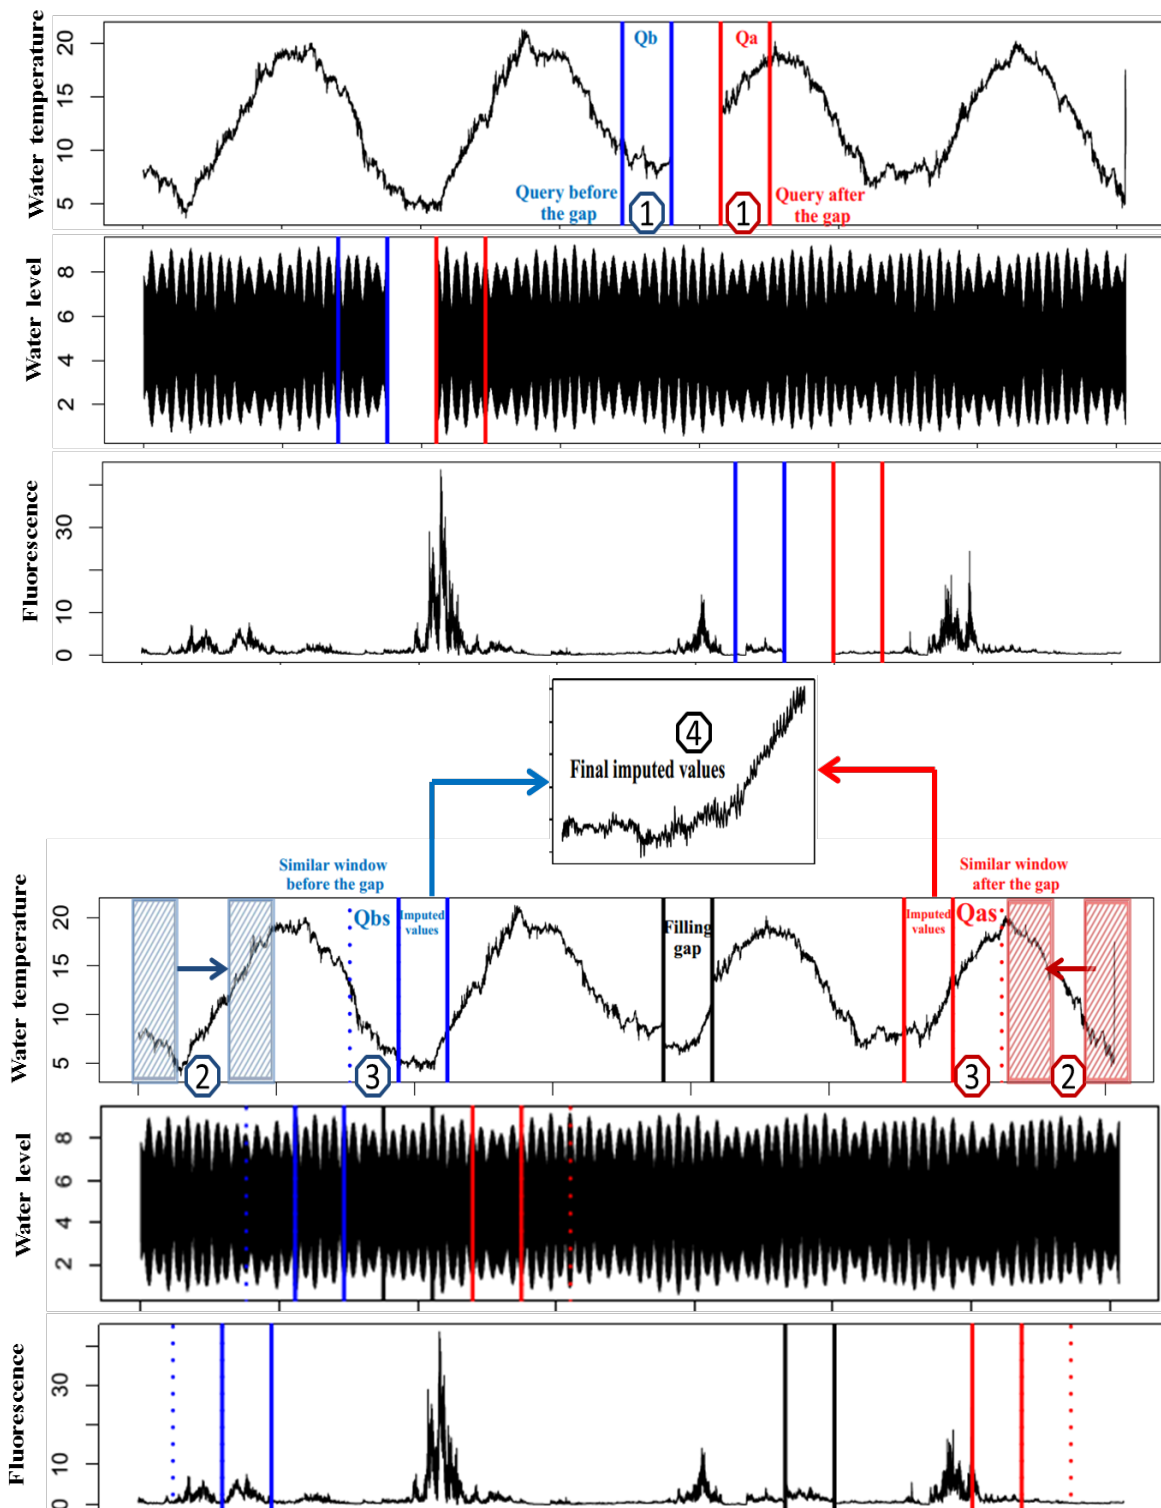 Water temperature
20
15
10
5
Qb
Qa
Query before
the gap
1
1
Query after
the gap
Water level
8
6
4
2
Fluorescence
30
10
0
4
Final imputed values
Similar window
before the gap
Similar window
after the gap
Water temperature
20
15
10
5
Qbs
Imputed
values
Filling
gap
Imputed
values
Qas
2
3
3
2
Water level
8
6
4
2
Fluorescence
30
10
0